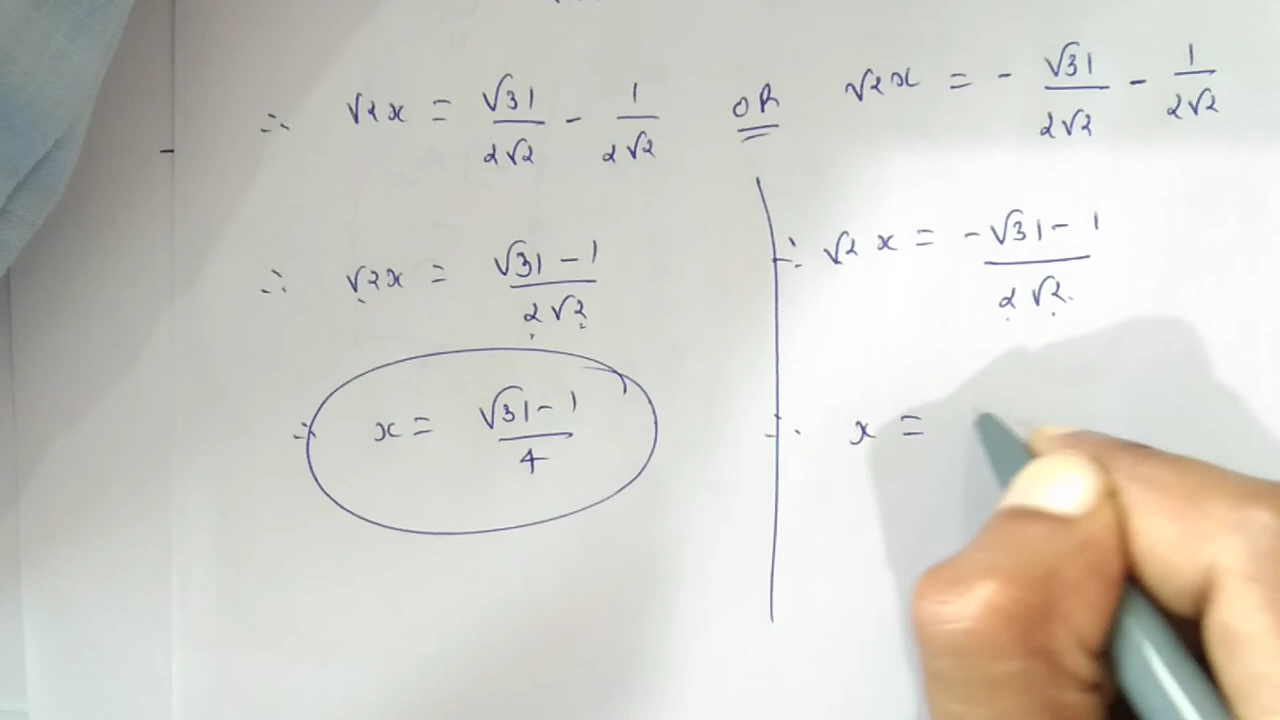 ∴ √2x = √31/2√2 - 1/2√2 OR √2x = - √31/2√2 - 1/2√2
∴ √2x = √31 - 1/2√2
∴ x = √31 - 1/4
∴ √2 x = -√31 - 1/2√2
∴ x =